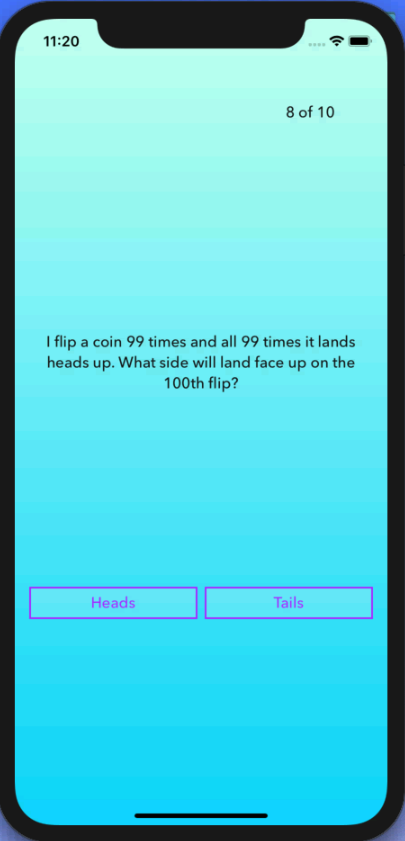 11:20
8 of 10
I flip a coin 99 times and all 99 times it lands
heads up. What side will land face up on the
100th flip?
Heads
Tails